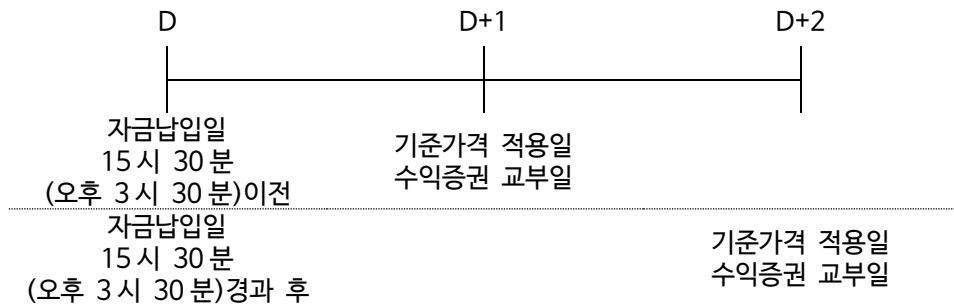 D D+1 D+2
자금납입일
15시 30분
(오후 3시 30분)이전
기준가격 적용일
수익증권 교부일
자금납입일
15시 30분
(오후 3시 30분)경과 후
기준가격 적용일
수익증권 교부일